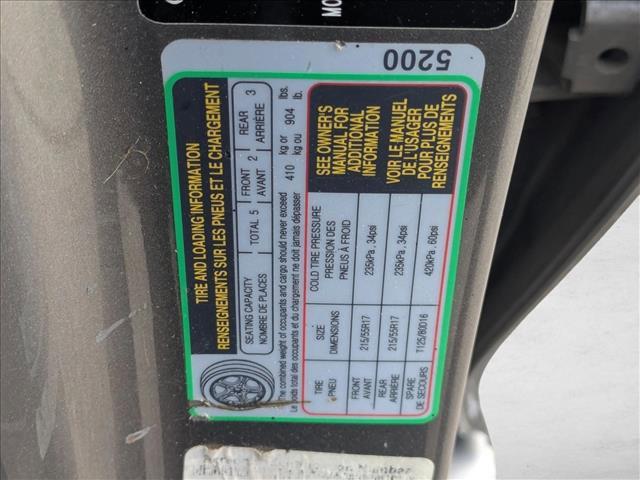 MO
5200
TIRE AND LOADING INFORMATION
RENSEIGNEMENTS SUR LES PNEUS ET LE CHARGEMENT
SEATING CAPACITY
NOMBRE DE PLACES
TOTAL 5
FRONT 2
AVANT
REAR 3
ARRIÈRE
The combined weight of occupants and cargo should never exceed 410 kg or 904 lbs.
Le poids total des occupants et du chargement ne doit jamais dépasser kg ou lb.
TIRE SIZE COLD TIRE PRESSURE
PNEU DIMENSIONS PRESSION DES PNEUS À FROID
FRONT AVANT 215/55R17 235kPa, 34psi
REAR ARRIÈRE 215/55R17 235kPa, 34psi
SPARE DE SECOURS T125/80D16 420kPa, 60psi
SEE OWNER'S
MANUAL FOR
ADDITIONAL
INFORMATION
VOIR LE MANUEL
DE L'USAGER
POUR PLUS DE
RENSEIGNEMENTS